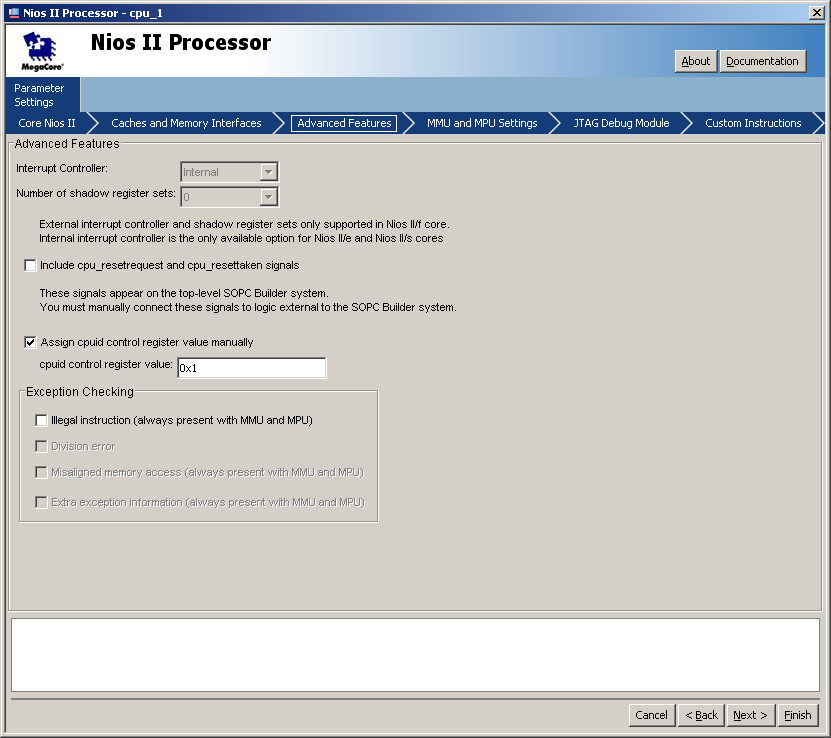 Nios II Processor - cpu_1
MegaCore®
Nios II Processor
About
Documentation
Parameter
Settings
Core Nios II
Caches and Memory Interfaces
Advanced Features
MMU and MPU Settings
JTAG Debug Module
Custom Instructions
Advanced Features
Interrupt Controller:
Internal
Number of shadow register sets:
0
External interrupt controller and shadow register sets only supported in Nios II/f core.
Internal interrupt controller is the only available option for Nios II/e and Nios II/s cores
Include cpu_resetrequest and cpu_resettaken signals
These signals appear on the top-level SOPC Builder system.
You must manually connect these signals to logic external to the SOPC Builder system.
Assign cpuid control register value manually
cpuid control register value:
0x1
Exception Checking
Illegal instruction (always present with MMU and MPU)
Division error
Misaligned memory access (always present with MMU and MPU)
Extra exception information (always present with MMU and MPU)
Cancel
< Back
Next >
Finish